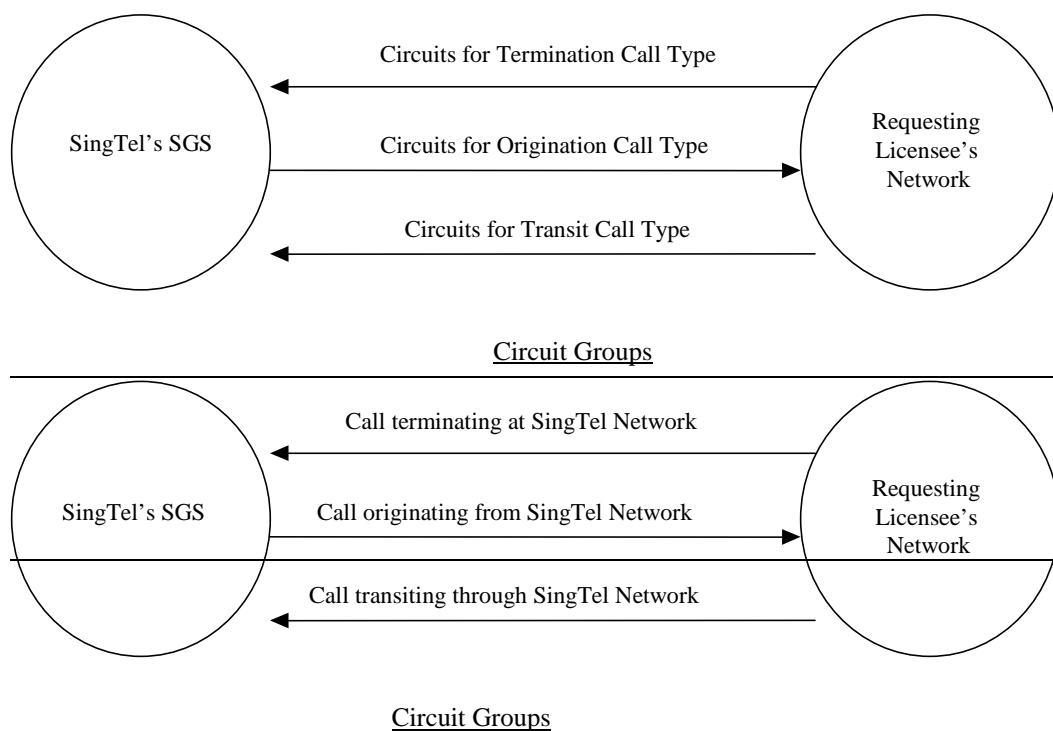 Circuits for Termination Call Type
SingTel's SGS
Circuits for Origination Call Type
Requesting
Licensee's
Network
Circuits for Transit Call Type
Circuit Groups
Call terminating at SingTel Network
SingTel's SGS
Call originating from SingTel Network
Requesting
Licensee's
Network
Call transiting through SingTel Network
Circuit Groups